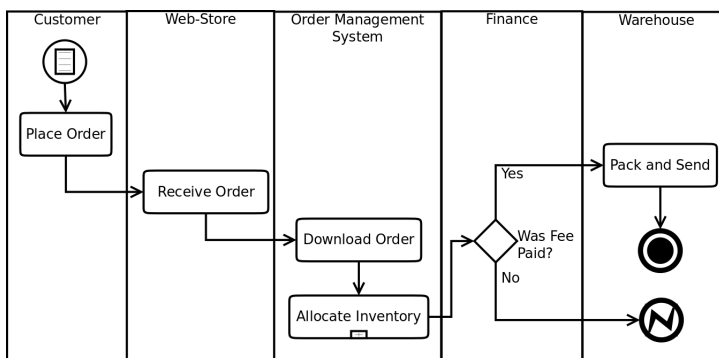 Customer
Web-Store
Order Management
System
Finance
Warehouse
Place Order
Receive Order
Download Order
Allocate Inventory
Yes
Was Fee
Paid?
No
Pack and Send